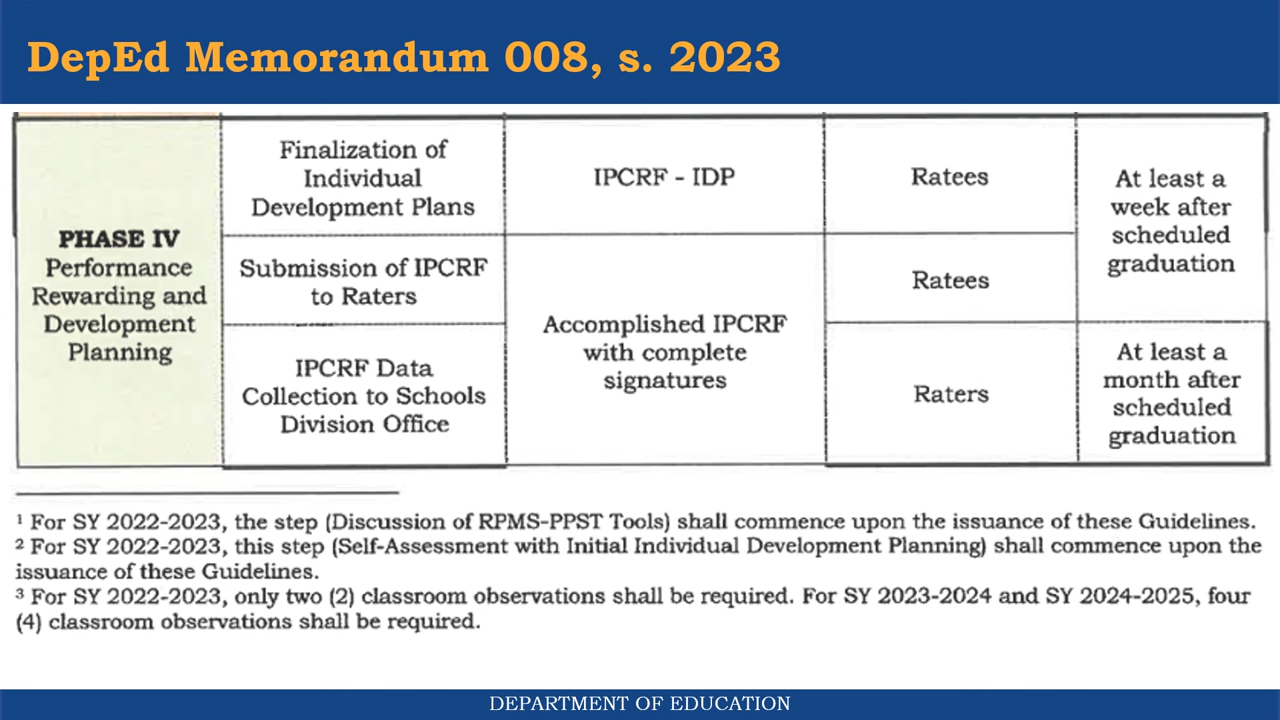 DepEd Memorandum 008, s. 2023
PHASE IV
Performance
Rewarding and
Development
Planning
Finalization of
Individual
Development Plans
IPCRF - IDP
Ratees
At least a
week after
scheduled
graduation
Submission of IPCRF
to Raters
Accomplished IPCRF
with complete
signatures
Ratees
IPCRF Data
Collection to Schools
Division Office
Raters
At least a
month after
scheduled
graduation
¹ For SY 2022-2023, the step (Discussion of RPMS-PPST Tools) shall commence upon the issuance of these Guidelines.
² For SY 2022-2023, this step (Self-Assessment with Initial Individual Development Planning) shall commence upon the
issuance of these Guidelines.
³ For SY 2022-2023, only two (2) classroom observations shall be required. For SY 2023-2024 and SY 2024-2025, four
(4) classroom observations shall be required.
DEPARTMENT OF EDUCATION